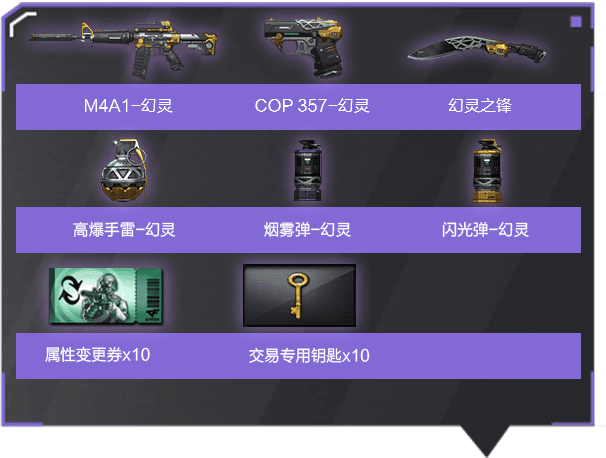 M4A1-幻灵 COP 357-幻灵 幻灵之锋
高爆手雷-幻灵 烟雾弹-幻灵 闪光弹-幻灵
属性变更券x10 交易专用钥匙x10